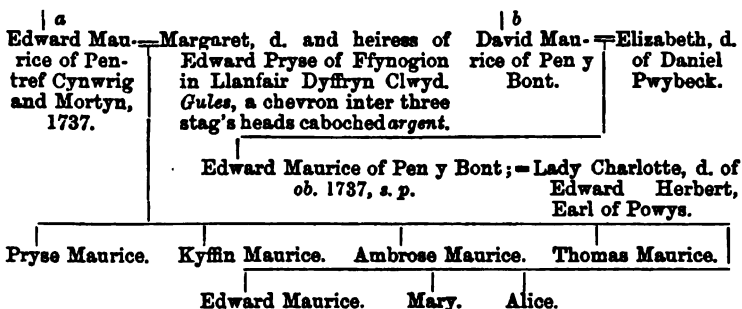 | a | b
Edward Mau-=Margaret, d. and heiress of David Mau-=Elizabeth, d.
rice of Pen- Edward Pryse of Ffynogion rice of Pen y of Daniel
tref Cynwrig in Llanfair Dyffryn Clwyd. Bont. Pwybeck.
and Mortyn, Gules, a chevron inter three
1737. stag's heads caboched argent.
Edward Maurice of Pen y Bont;=Lady Charlotte, d. of
ob. 1737, s. p. Edward Herbert,
Earl of Powys.
Pryse Maurice. Kyffin Maurice. Ambrose Maurice. Thomas Maurice.
Edward Maurice. Mary. Alice.